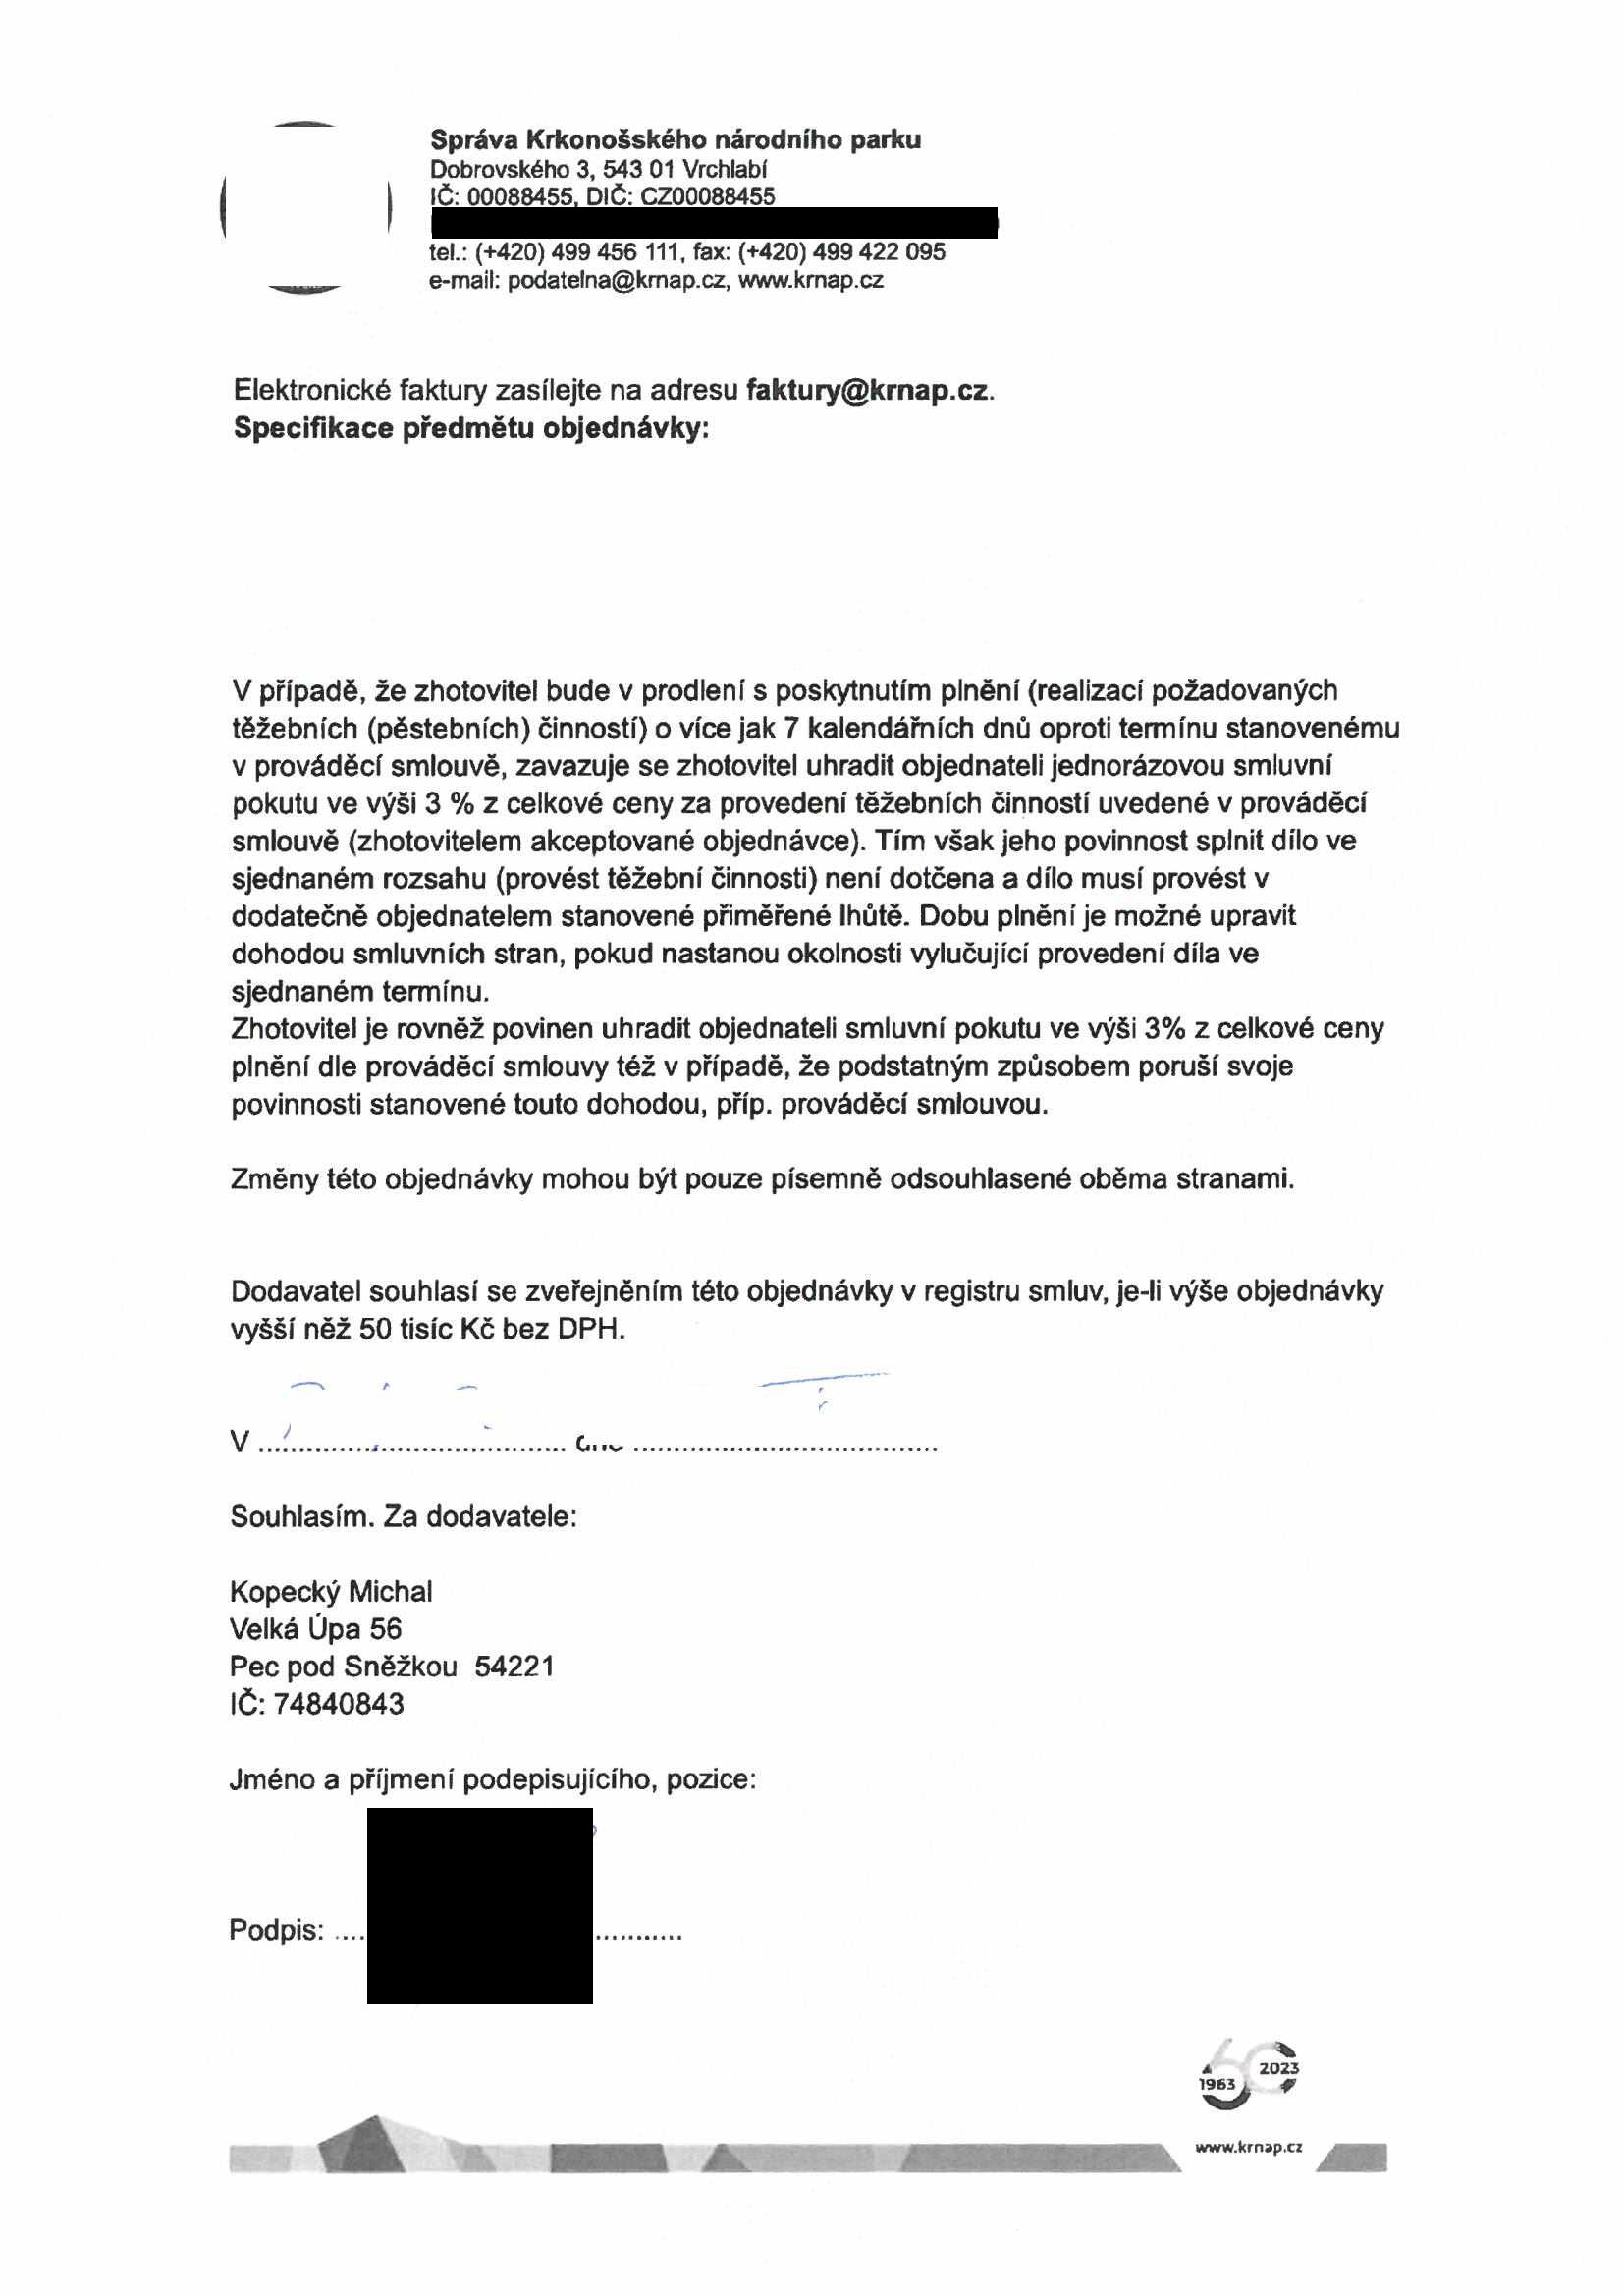 Správa Krkonošského národního parku
Dobrovského 3, 543 01 Vrchlabí
IČ: 00088455, DIČ: CZ00088455
tel.: (+420) 499 456 111, fax: (+420) 499 422 095
e-mail: podatelna@krnap.cz, www.krnap.cz
Elektronické faktury zasílejte na adresu faktury@krnap.cz.
Specifikace předmětu objednávky:
V případě, že zhotovitel bude v prodlení s poskytnutím plnění (realizací požadovaných
těžebních (pěstebních) činností) o více jak 7 kalendářních dnů oproti termínu stanovenému
v prováděcí smlouvě, zavazuje se zhotovitel uhradit objednateli jednorázovou smluvní
pokutu ve výši 3 % z celkové ceny za provedení těžebních činností uvedené v prováděcí
smlouvě (zhotovitelem akceptované objednávce). Tím však jeho povinnost splnit dílo ve
sjednaném rozsahu (provést těžební činnosti) není dotčena a dílo musí provést v
dodatečně objednatelem stanovené přiměřené lhůtě. Dobu plnění je možné upravit
dohodou smluvních stran, pokud nastanou okolnosti vylučující provedení díla ve
sjednaném termínu.
Zhotovitel je rovněž povinen uhradit objednateli smluvní pokutu ve výši 3% z celkové ceny
plnění dle prováděcí smlouvy též v případě, že podstatným způsobem poruší svoje
povinnosti stanovené touto dohodou, příp. prováděcí smlouvou.
Změny této objednávky mohou být pouze písemně odsouhlasené oběma stranami.
Dodavatel souhlasí se zveřejněním této objednávky v registru smluv, je-li výše objednávky
vyšší něž 50 tisíc Kč bez DPH.
V ...................................... ......................................
Souhlasím. Za dodavatele:
Kopecký Michal
Velká Úpa 56
Pec pod Sněžkou 54221
IČ: 74840843
Jméno a příjmení podepisujícího, pozice:
Podpis: .... ...........
60
2023
1963
www.krnap.cz